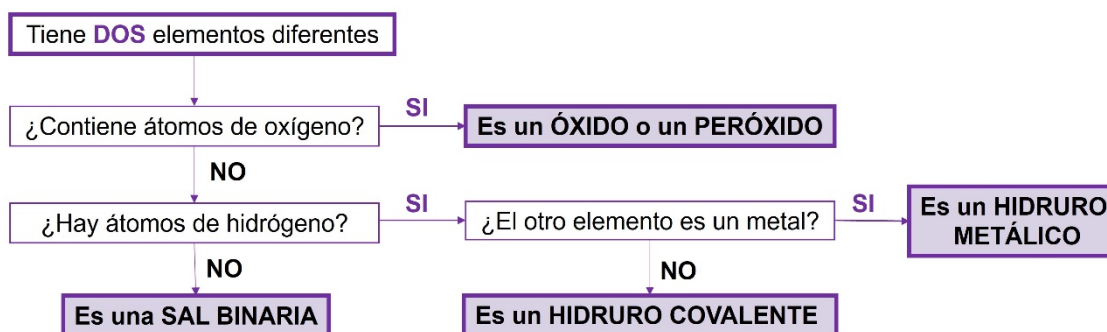 Tiene DOS elementos diferentes
¿Contiene átomos de oxígeno?
SI
Es un ÓXIDO o un PERÓXIDO
NO
¿Hay átomos de hidrógeno?
SI
¿El otro elemento es un metal?
SI
Es un HIDRURO
METÁLICO
NO
NO
Es una SAL BINARIA
Es un HIDRURO COVALENTE